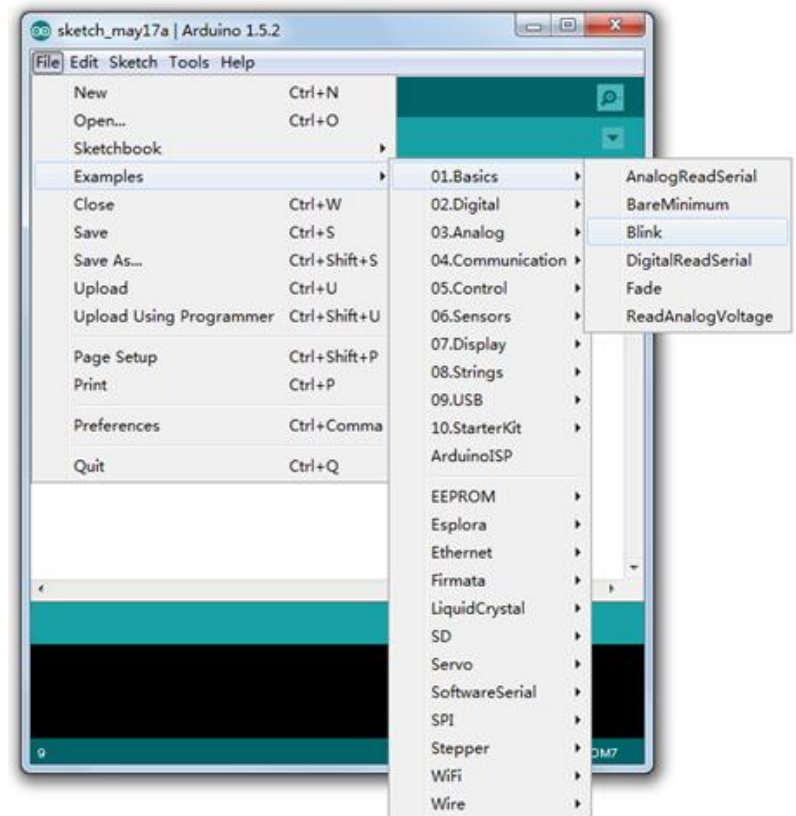 sketch_may17a | Arduino 1.5.2
File Edit Sketch Tools Help
New Ctrl+N
Open... Ctrl+O
Sketchbook
Examples
Close Ctrl+W
Save Ctrl+S
Save As... Ctrl+Shift+S
Upload Ctrl+U
Upload Using Programmer Ctrl+Shift+U
Page Setup Ctrl+Shift+P
Print Ctrl+P
Preferences Ctrl+Comma
Quit Ctrl+Q
01.Basics
02.Digital
03.Analog
04.Communication
05.Control
06.Sensors
07.Display
08.Strings
09.USB
10.StarterKit
ArduinoISP
EEPROM
Esplora
Ethernet
Firmata
LiquidCrystal
SD
Servo
SoftwareSerial
SPI
Stepper
WiFi
Wire
AnalogReadSerial
BareMinimum
Blink
DigitalReadSerial
Fade
ReadAnalogVoltage
9
OM7